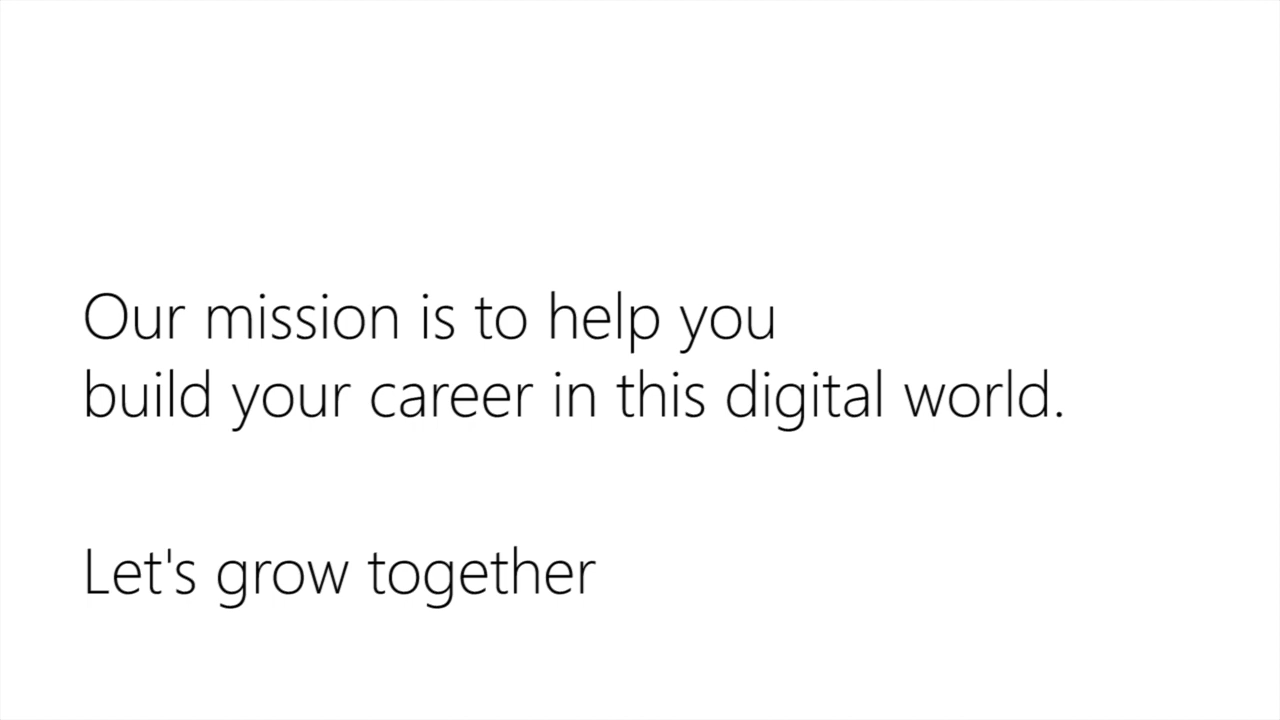 Our mission is to help you
build your career in this digital world.
Let's grow together